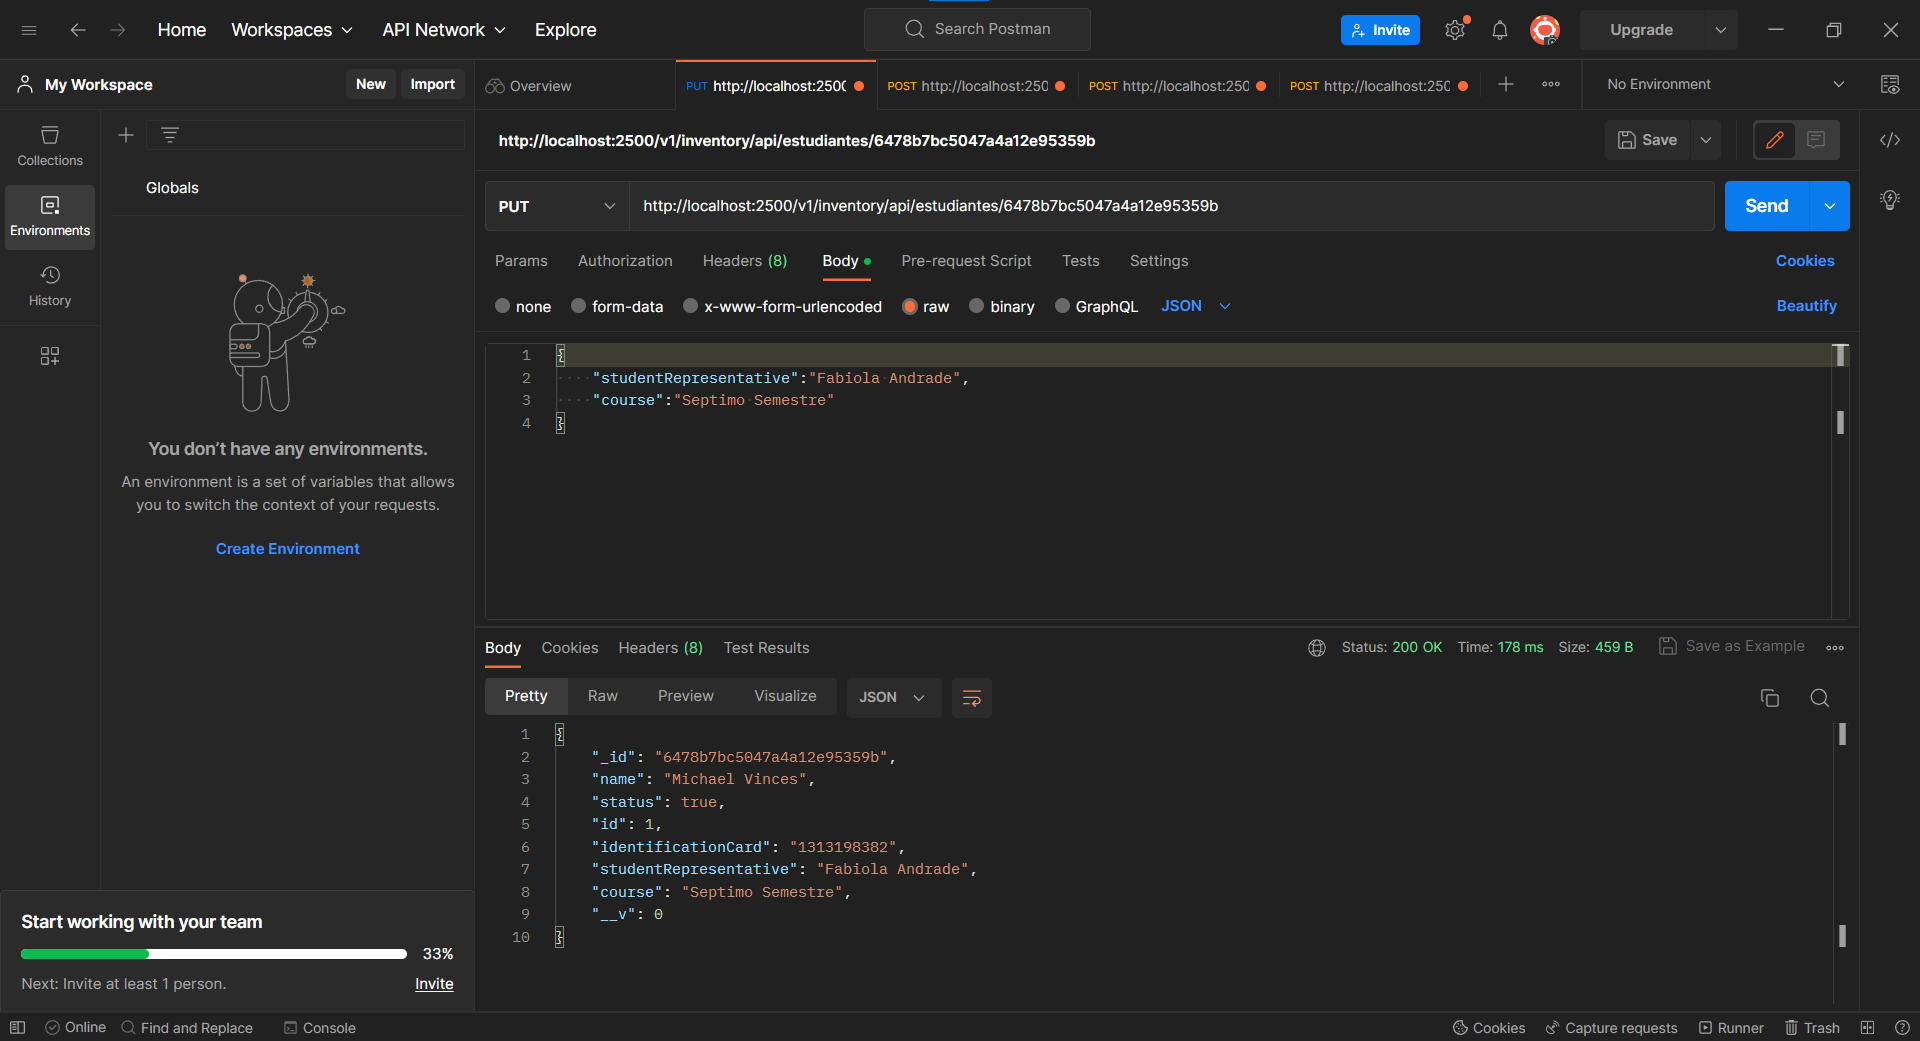 Home Workspaces API Network Explore Search Postman Invite Upgrade
My Workspace New Import Overview PUT http://localhost:2500 POST http://localhost:250 POST http://localhost:250 POST http://localhost:250 No Environment
Collections
Environments
History
Globals
You don’t have any environments.
An environment is a set of variables that allows
you to switch the context of your requests.
Create Environment
Start working with your team
33%
Next: Invite at least 1 person. Invite
http://localhost:2500/v1/inventory/api/estudiantes/6478b7bc5047a4a12e95359b Save
PUT http://localhost:2500/v1/inventory/api/estudiantes/6478b7bc5047a4a12e95359b Send
Params Authorization Headers (8) Body Pre-request Script Tests Settings Cookies
none form-data x-www-form-urlencoded raw binary GraphQL JSON Beautify
1 {
2 "studentRepresentative":"Fabiola Andrade",
3 "course":"Septimo Semestre"
4 }
Body Cookies Headers (8) Test Results Status: 200 OK Time: 178 ms Size: 459 B Save as Example
Pretty Raw Preview Visualize JSON
1 {
2 "_id": "6478b7bc5047a4a12e95359b",
3 "name": "Michael Vinces",
4 "status": true,
5 "id": 1,
6 "identificationCard": "1313198382",
7 "studentRepresentative": "Fabiola Andrade",
8 "course": "Septimo Semestre",
9 "__v": 0
10 }
Online Find and Replace Console Cookies Capture requests Runner Trash